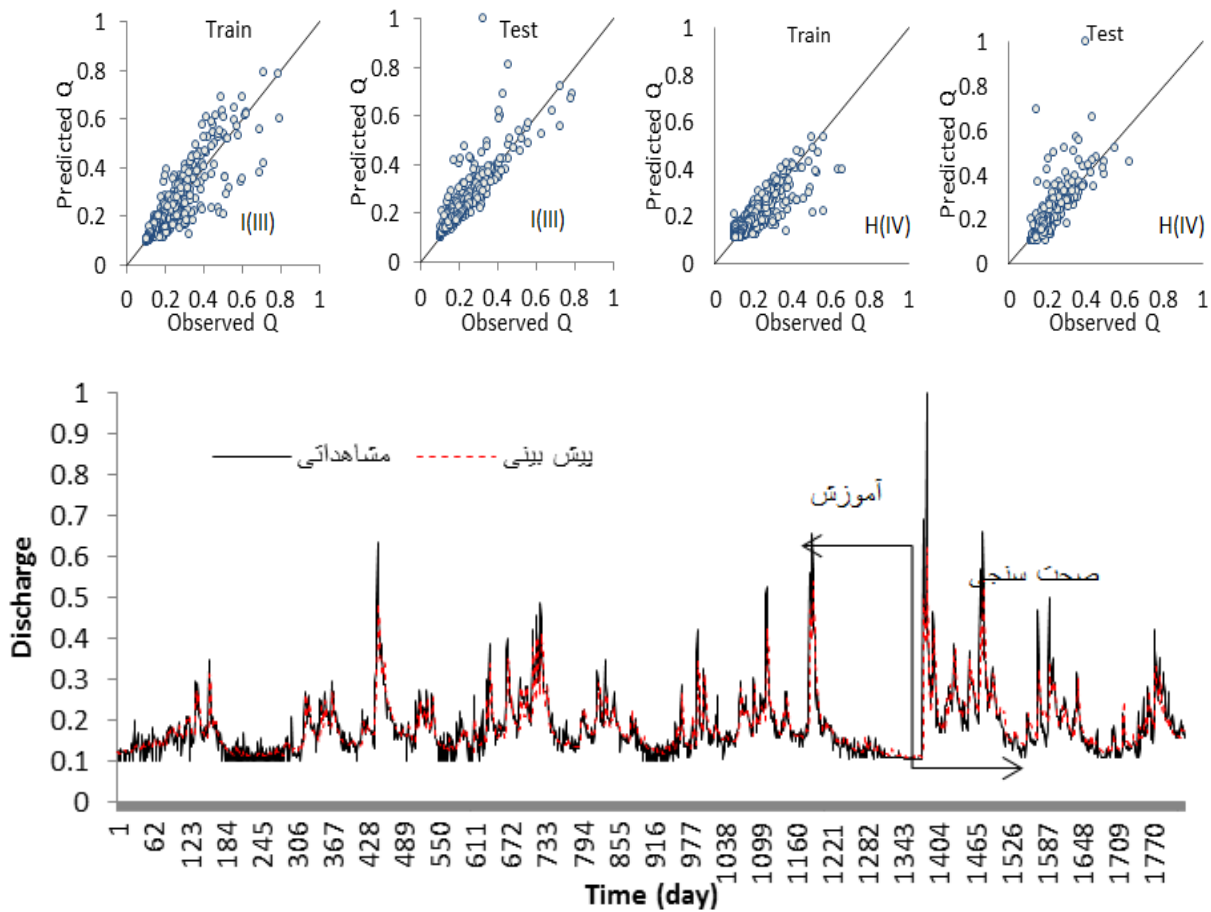 Train
Predicted Q
1
0.8
0.6
0.4
0.2
0
I(III)
0 0.2 0.4 0.6 0.8 1
Observed Q
Test
Predicted Q
1
0.8
0.6
0.4
0.2
0
I(III)
0 0.2 0.4 0.6 0.8 1
Observed Q
Train
Predicted Q
1
0.8
0.6
0.4
0.2
0
H(IV)
0 0.2 0.4 0.6 0.8 1
Observed Q
Test
Predicted Q
1
0.8
0.6
0.4
0.2
0
H(IV)
0 0.2 0.4 0.6 0.8 1
Observed Q
Discharge
1
0.9
0.8
0.7
0.6
0.5
0.4
0.3
0.2
0.1
0
مشاهداتی
پیش بینی
آموزش
صحت سنجی
1 62 123 184 245 306 367 428 489 550 611 672 733 794 855 916 977 1038 1099 1160 1221 1282 1343 1404 1465 1526 1587 1648 1709 1770
Time (day)